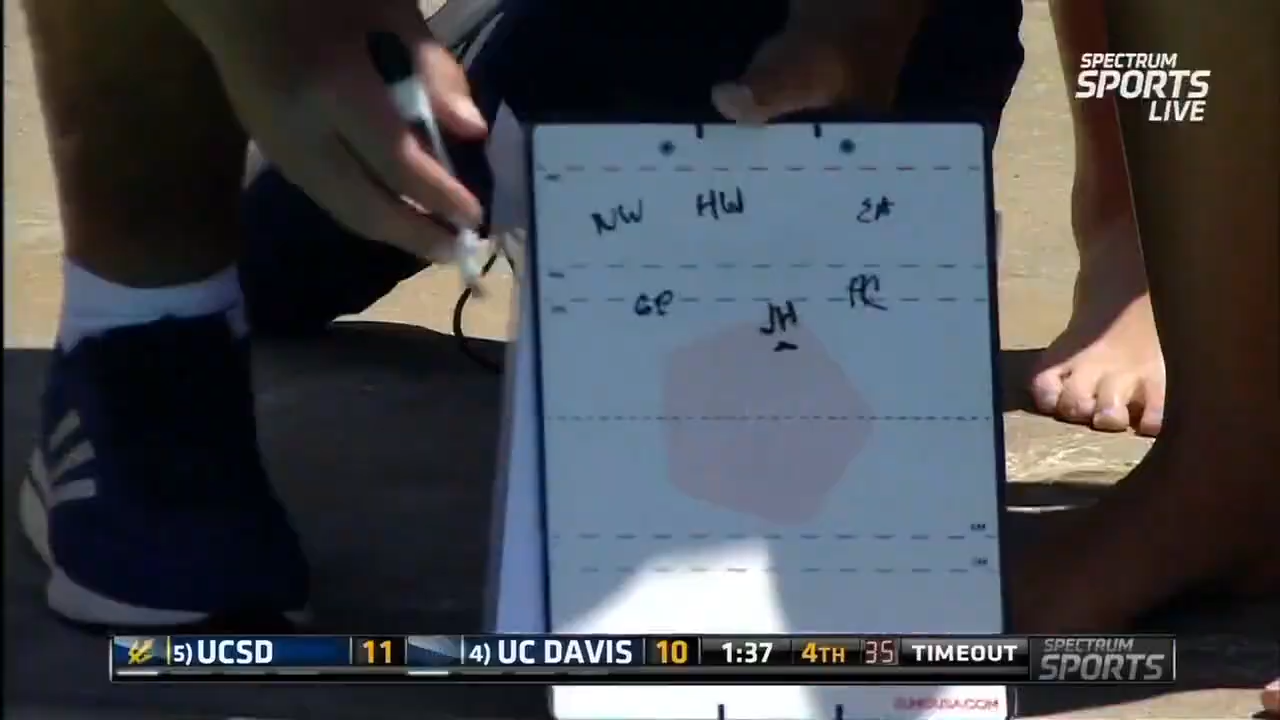 SPECTRUM
SPORTS
LIVE
NW HW EA
GP JH PC
5) UCSD 11 4) UC DAVIS 10 1:37 4TH 35 TIMEOUT SPECTRUM SPORTS